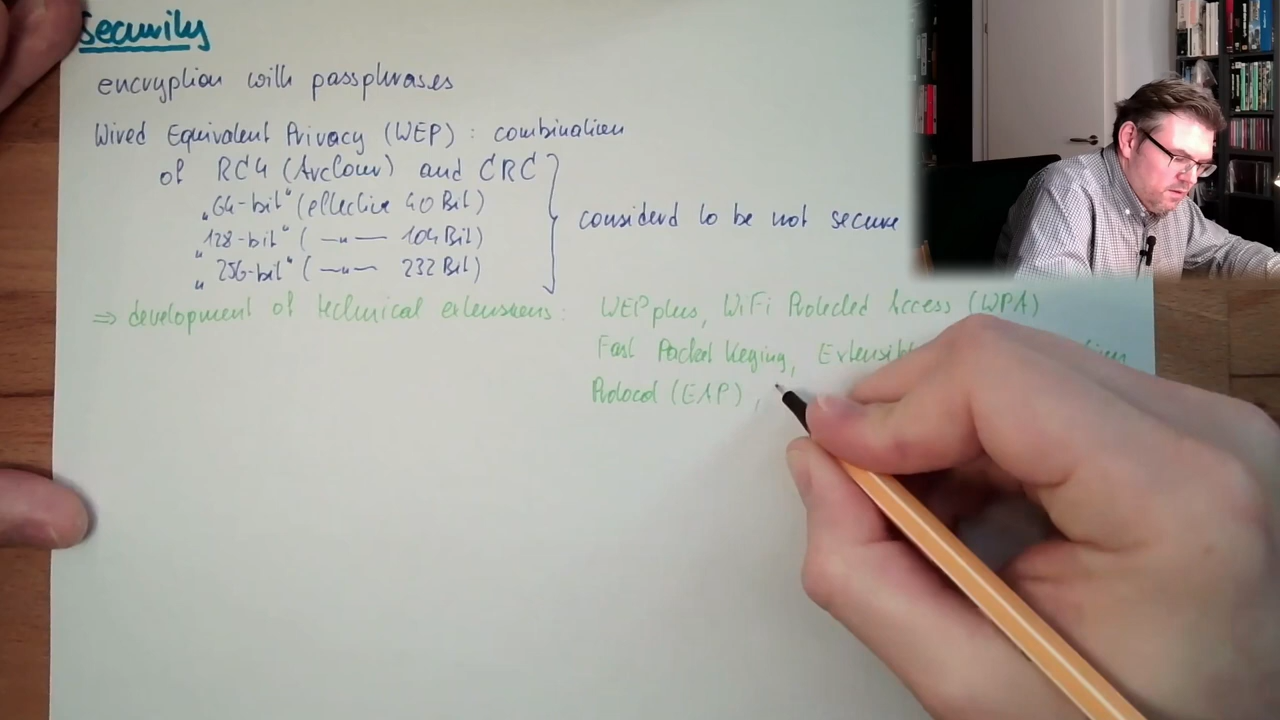 Security
encryption with passphrases
Wired Equivalent Privacy (WEP) : combination
of RC4 (Arcfour) and CRC
"64-bit" (effective 40 Bit)
"128-bit" ( —"— 104 Bit)
"256-bit" ( —"— 232 Bit)
considerd to be not secure
⇒ development of technical extensions: WEPplus, WiFi Protected Access (WPA)
Fast Packet Keying, Extensib
Protocol (EAP),